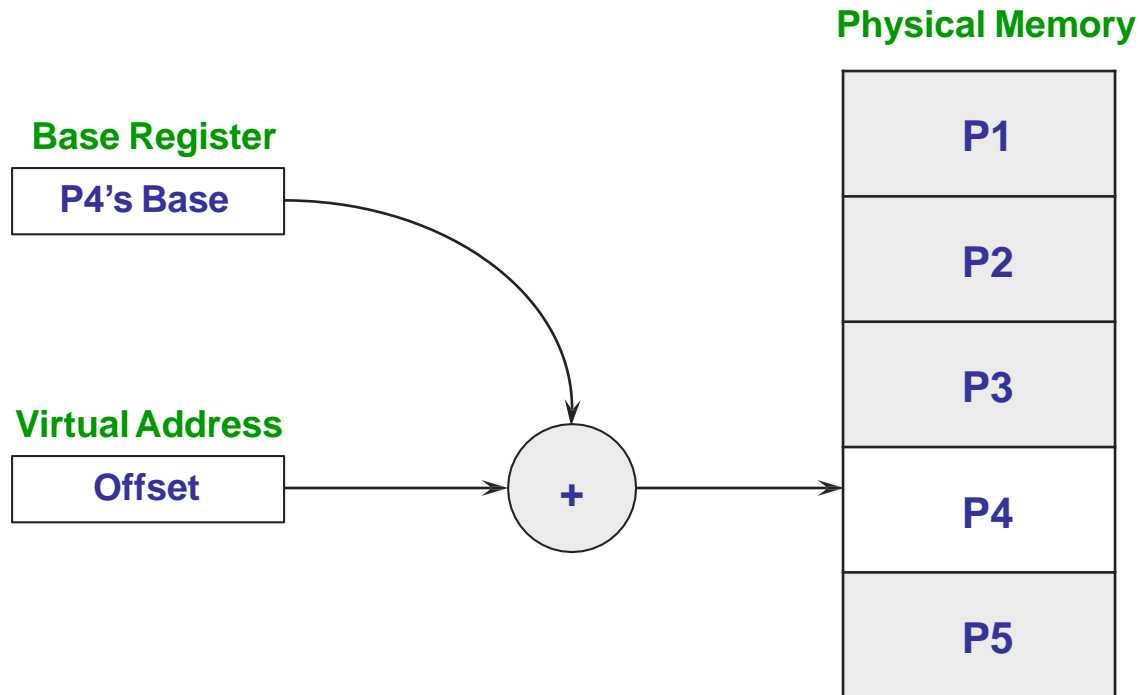 Physical Memory
Base Register
P4’s Base
Virtual Address
Offset
+
P1
P2
P3
P4
P5